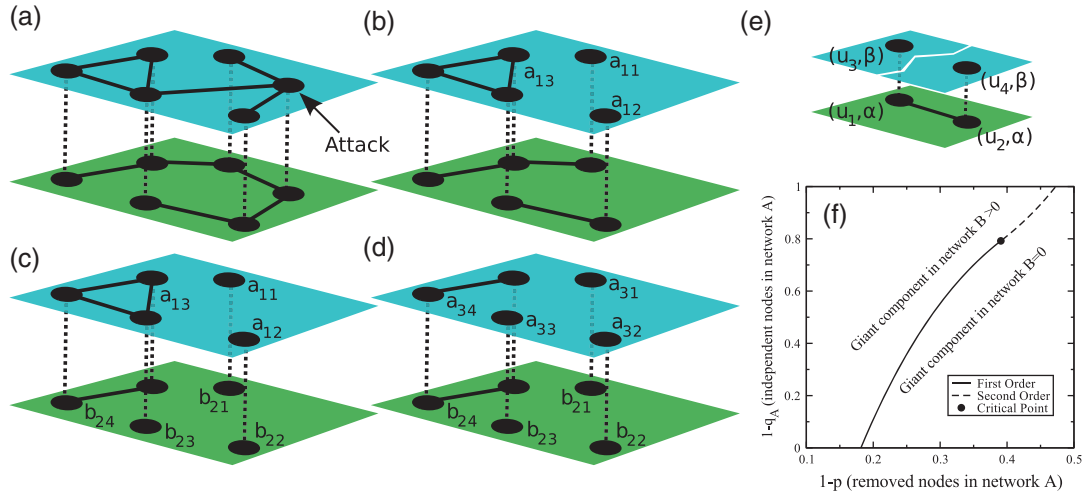 (a)
Attack
(b)
a13
a11
a12
(c)
a13
a11
a12
b24
b21
b23
b22
(d)
a34
a31
a33
a32
b24
b21
b23
b22
(e)
(u3,β)
(u4,β)
(u1,α)
(u2,α)
(f)
1-qA (independent nodes in network A)
1
0.8
0.6
0.4
0.2
0
Giant component in network B >0
Giant component in network B=0
First Order
Second Order
Critical Point
0.1 0.2 0.3 0.4 0.5
1-p (removed nodes in network A)